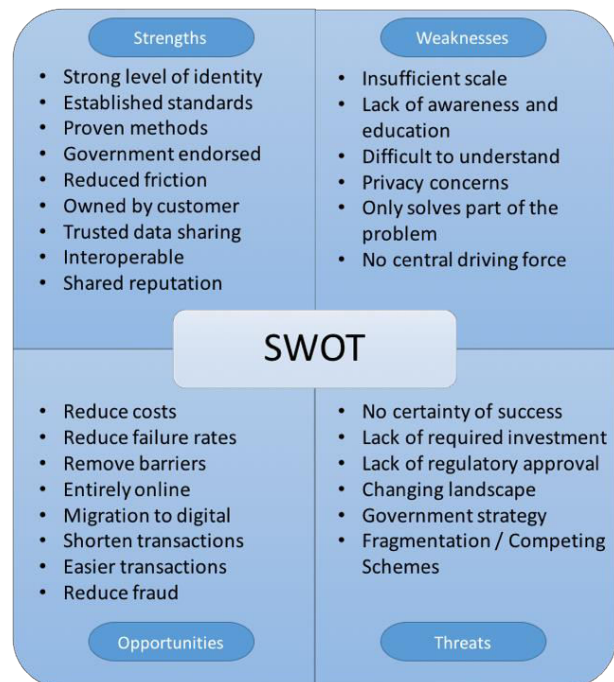 Strengths
• Strong level of identity
• Established standards
• Proven methods
• Government endorsed
• Reduced friction
• Owned by customer
• Trusted data sharing
• Interoperable
• Shared reputation
Weaknesses
• Insufficient scale
• Lack of awareness and
education
• Difficult to understand
• Privacy concerns
• Only solves part of the
problem
• No central driving force
SWOT
• Reduce costs
• Reduce failure rates
• Remove barriers
• Entirely online
• Migration to digital
• Shorten transactions
• Easier transactions
• Reduce fraud
Opportunities
• No certainty of success
• Lack of required investment
• Lack of regulatory approval
• Changing landscape
• Government strategy
• Fragmentation / Competing
Schemes
Threats